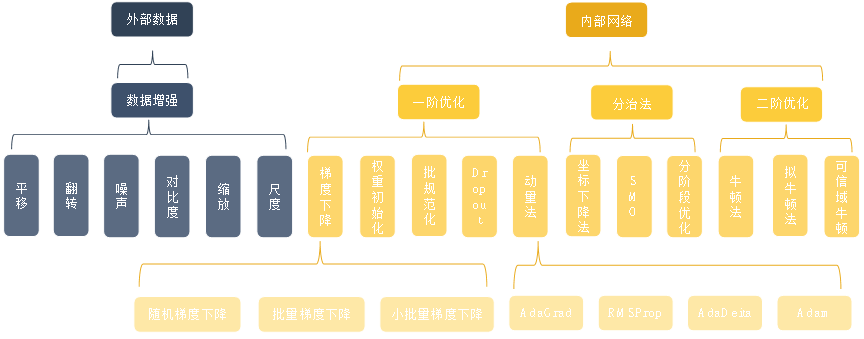 外部数据
内部网络
数据增强
一阶优化
分治法
二阶优化
平移
翻转
噪声
对比度
缩放
尺度
梯度下降
权重初始化
批规范化
Dropout
动量法
坐标下降法
SMO
分阶段优化
牛顿法
拟牛顿法
可信域牛顿
随机梯度下降
批量梯度下降
小批量梯度下降
AdaGrad
RMSProp
Adam